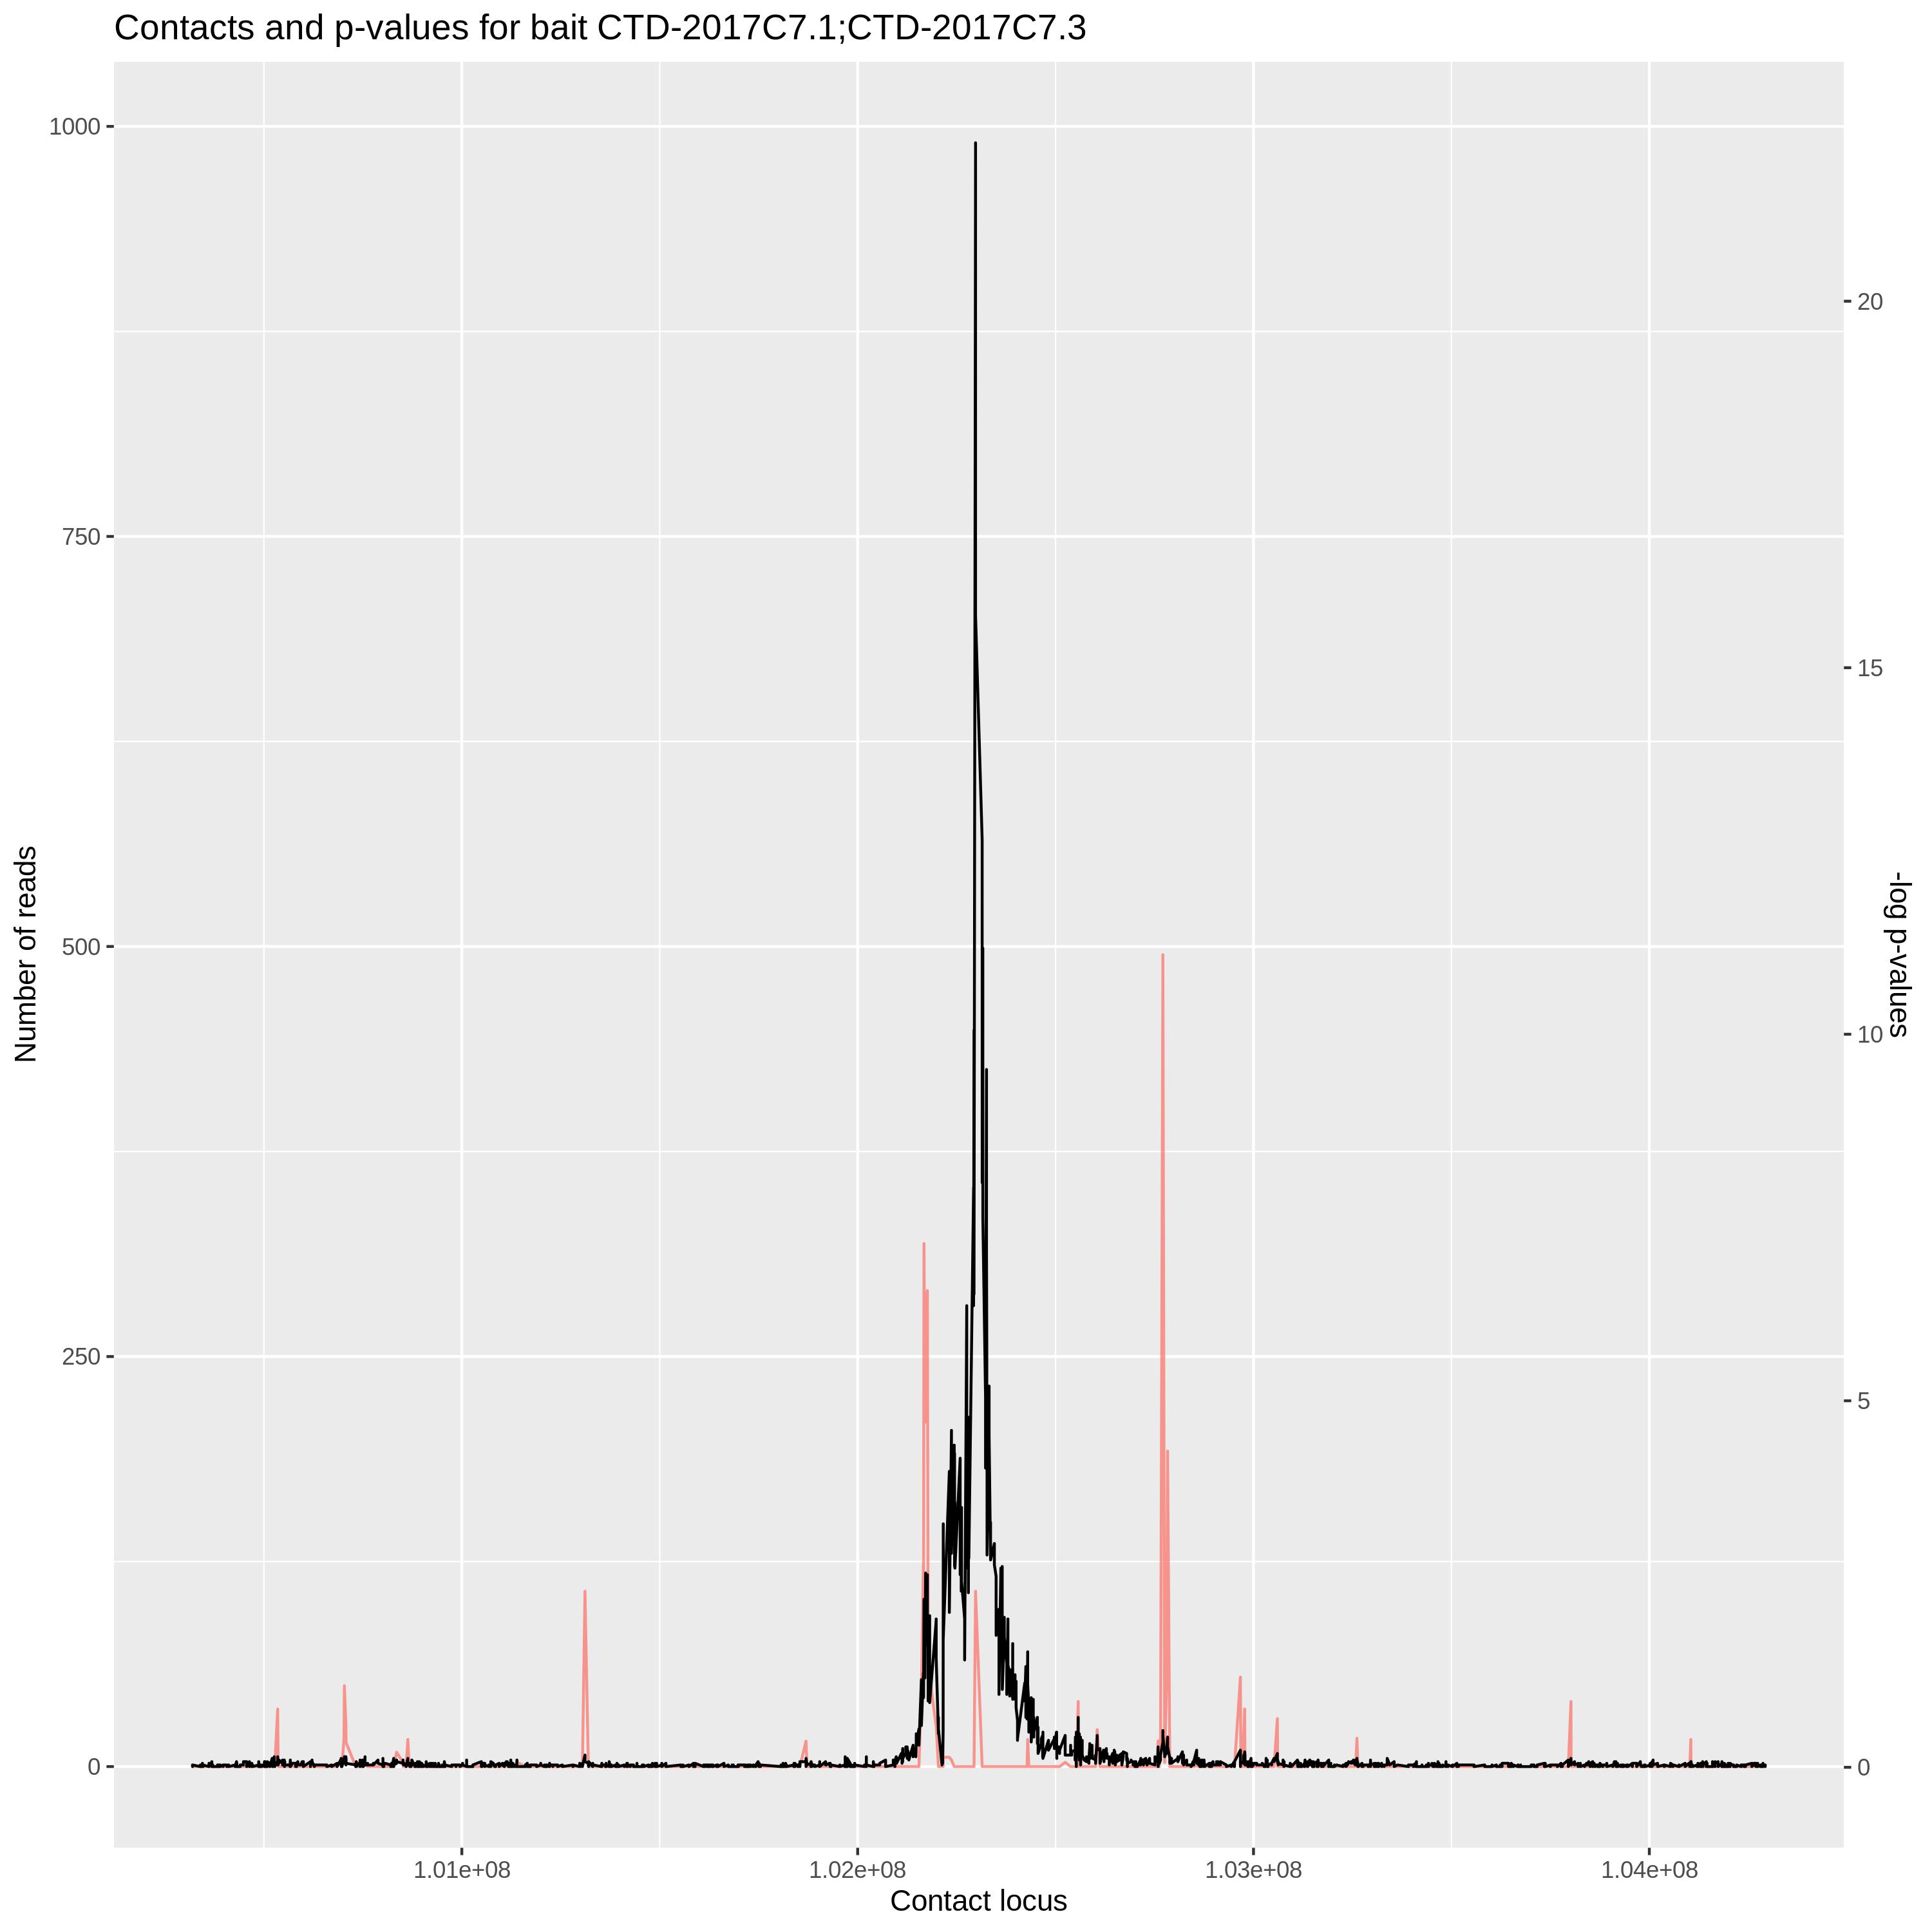 Contacts and p-values for bait CTD-2017C7.1;CTD-2017C7.3
1000
750
500
250
0
Number of reads
20
15
10
5
0
-log p-values
1.01e+08
1.02e+08
1.03e+08
1.04e+08
Contact locus